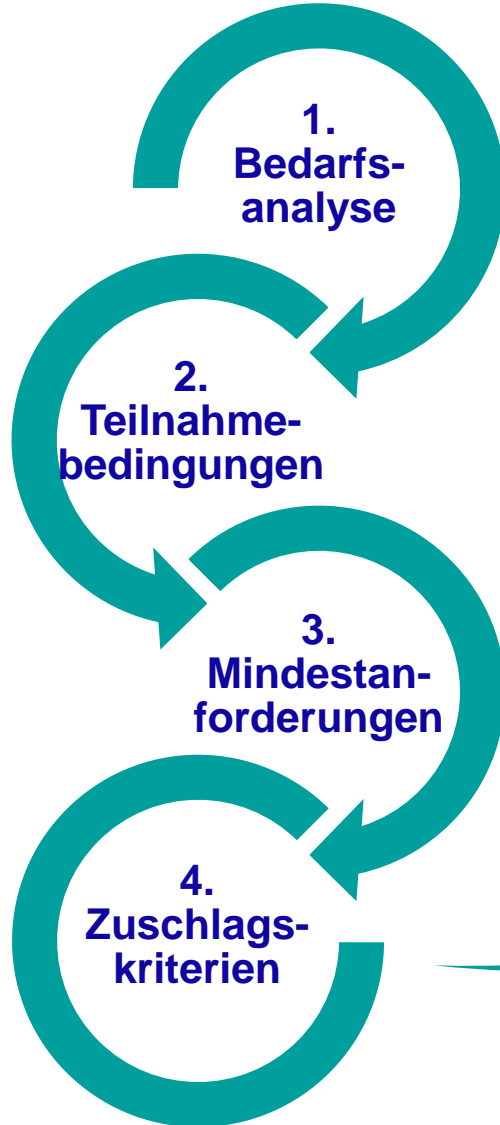 1.
Bedarfs-
analyse
2.
Teilnahme-
bedingungen
3.
Mindestan-
forderungen
4.
Zuschlags-
kriterien